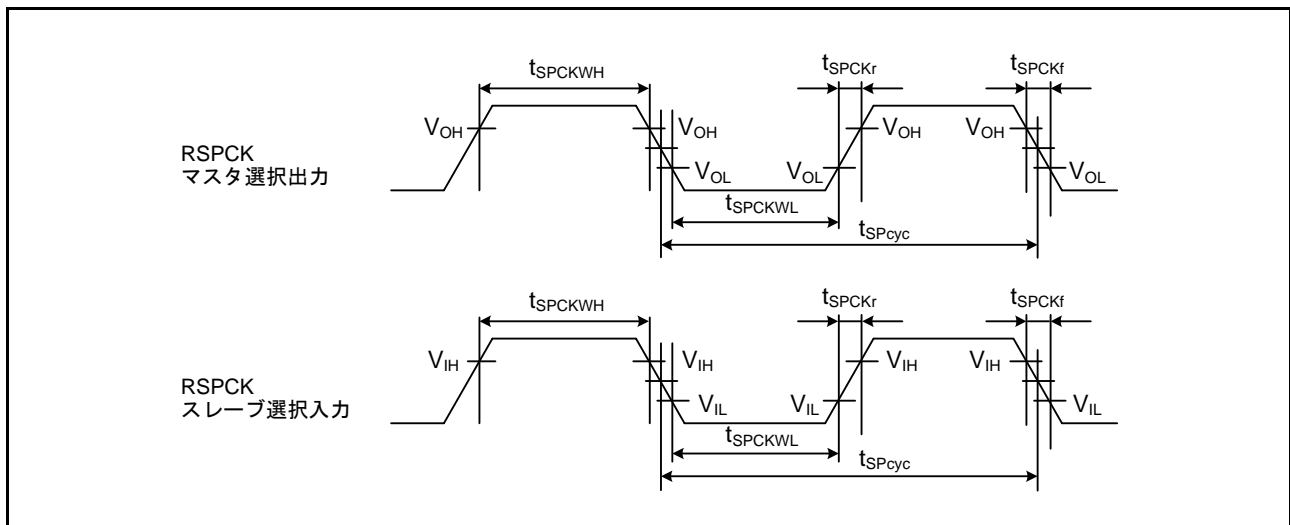 tSPCKWH
tSPCKr
tSPCKf
VOH
VOH
VOH
VOH
RSPCK
マスタ選択出力
VOL
VOL
VOL
tSPCKWL
tSPcyc
tSPCKWH
tSPCKr
tSPCKf
VIH
VIH
VIH
VIH
RSPCK
スレーブ選択入力
VIL
VIL
VIL
tSPCKWL
tSPcyc